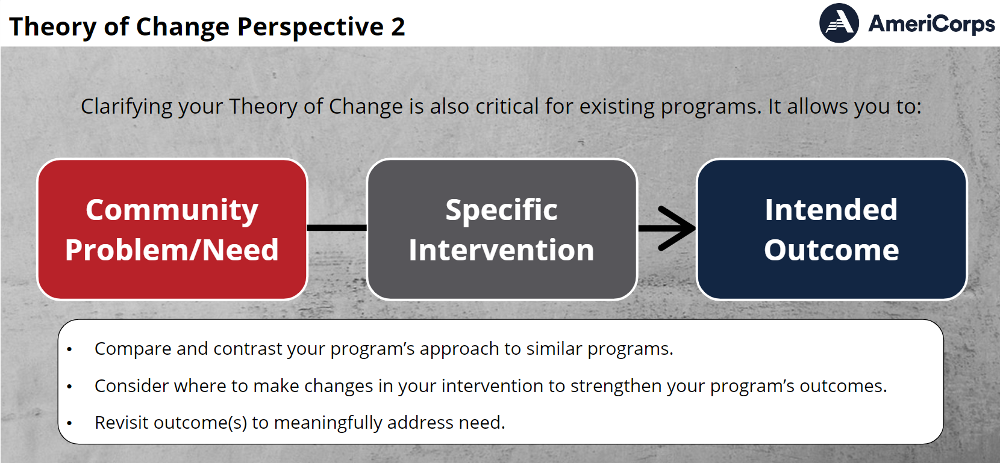 Theory of Change Perspective 2
AmeriCorps
Clarifying your Theory of Change is also critical for existing programs. It allows you to:
Community
Problem/Need
Specific
Intervention
Intended
Outcome
• Compare and contrast your program’s approach to similar programs.
• Consider where to make changes in your intervention to strengthen your program’s outcomes.
• Revisit outcome(s) to meaningfully address need.